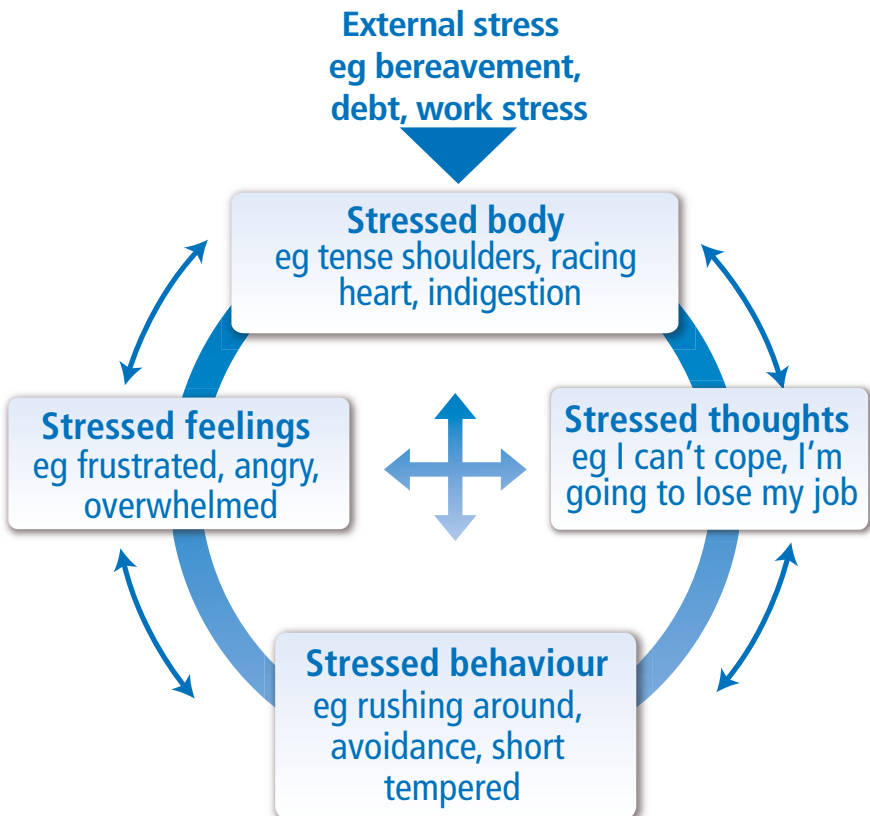 External stress
eg bereavement,
debt, work stress
Stressed body
eg tense shoulders, racing
heart, indigestion
Stressed feelings
eg frustrated, angry,
overwhelmed
Stressed thoughts
eg I can’t cope, I’m
going to lose my job
Stressed behaviour
eg rushing around,
avoidance, short
tempered